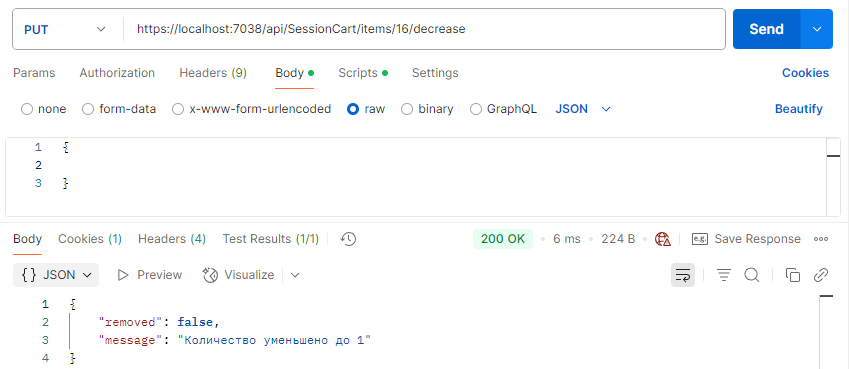 PUT https://localhost:7038/api/SessionCart/items/16/decrease Send
Params Authorization Headers (9) Body Scripts Settings Cookies
none form-data x-www-form-urlencoded raw binary GraphQL JSON Beautify
1 {
2
3 }
Body Cookies (1) Headers (4) Test Results (1/1) 200 OK • 6 ms • 224 B e.g. Save Response
{} JSON Preview Visualize
1 {
2 "removed": false,
3 "message": "Количество уменьшено до 1"
4 }